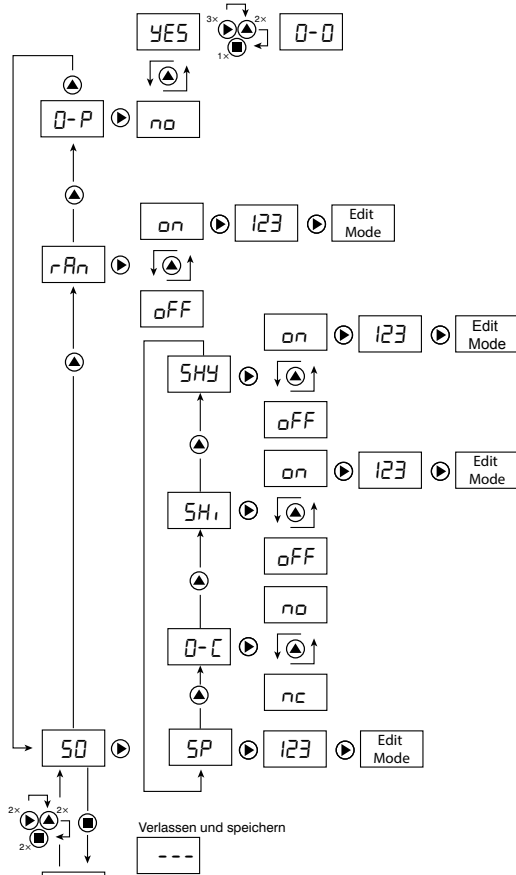 YES 3× 2× 1× 0-0
0-P no
on 123 Edit Mode
rAn
oFF
on 123 Edit Mode
SHY
oFF
on 123 Edit Mode
SHi
oFF
no
0-C
nc
SO SP 123 Edit Mode
2× 2× 2×
Verlassen und speichern
---